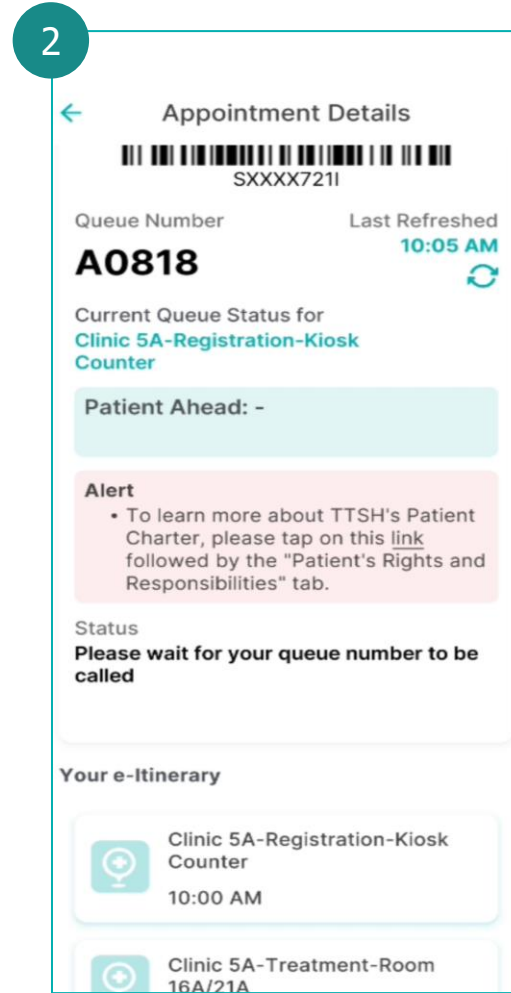 2
Appointment Details
SXXXX721I
Queue Number
Last Refreshed
A0818
10:05 AM
Current Queue Status for
Clinic 5A-Registration-Kiosk
Counter
Patient Ahead: -
Alert
• To learn more about TTSH's Patient
Charter, please tap on this link
followed by the "Patient's Rights and
Responsibilities" tab.
Status
Please wait for your queue number to be
called
Your e-Itinerary
Clinic 5A-Registration-Kiosk
Counter
10:00 AM
Clinic 5A-Treatment-Room
16A/21A